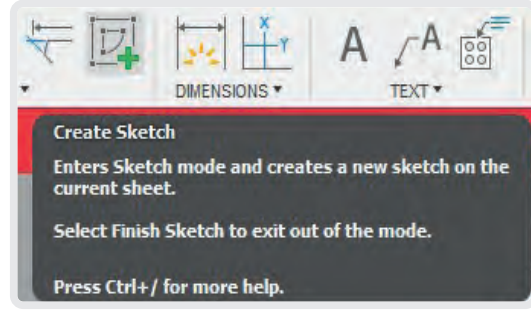 X
Y
A
A
DIMENSIONS ▼
TEXT ▼
Create Sketch
Enters Sketch mode and creates a new sketch on the
current sheet.
Select Finish Sketch to exit out of the mode.
Press Ctrl+/ for more help.